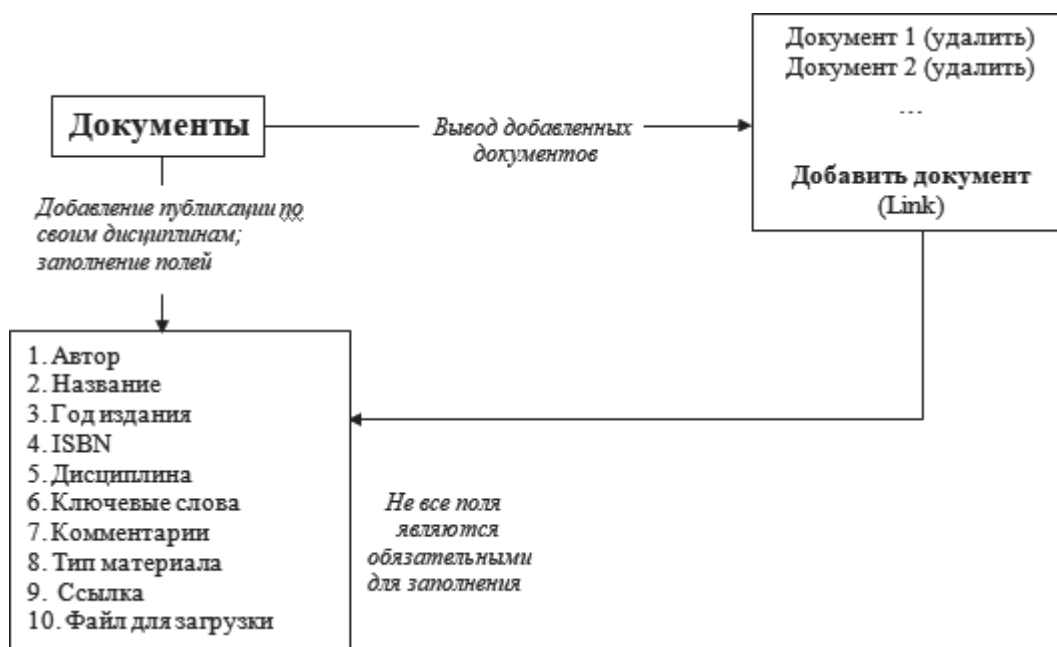 Документ 1 (удалить)
Документ 2 (удалить)
...
Добавить документ
(Link)
Документы
Вывод добавленных
документов
Добавление публикации по
своим дисциплинам;
заполнение полей
1. Автор
2. Название
3. Год издания
4. ISBN
5. Дисциплина
6. Ключевые слова
7. Комментарии
8. Тип материала
9. Ссылка
10. Файл для загрузки
Не все поля
являются
обязательными
для заполнения